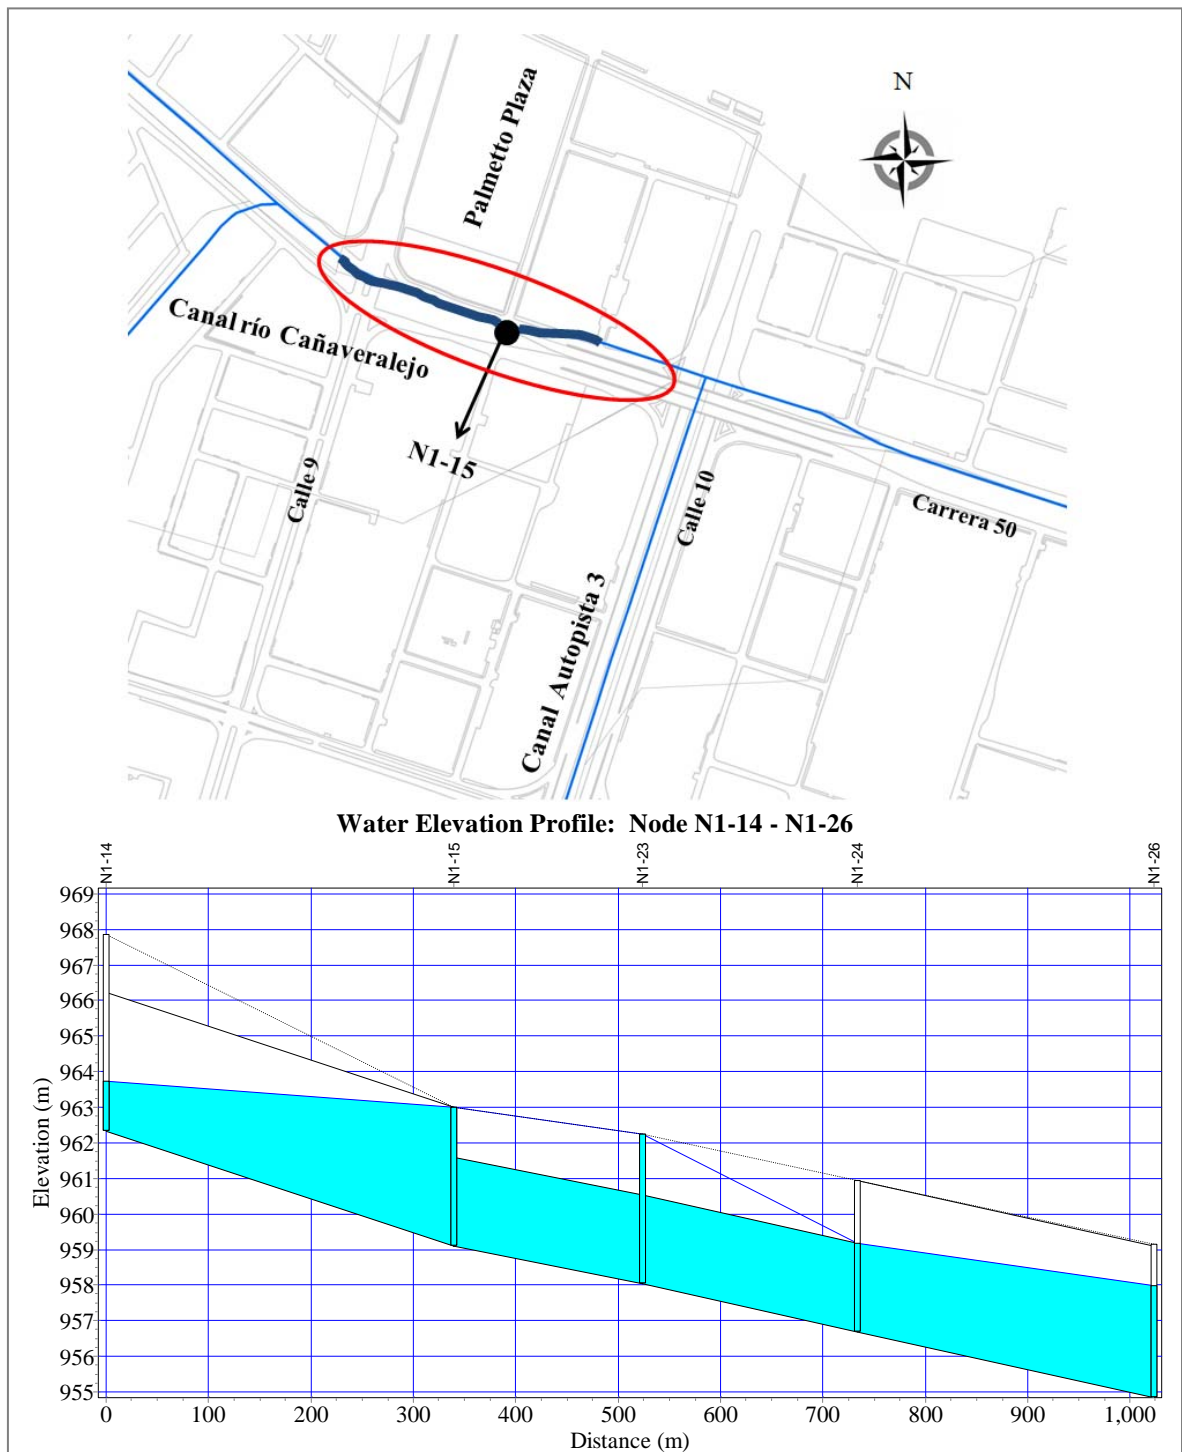 N
Palmetto Plaza
Canal río Cañaveralejo
N1-15
Calle 9
Calle 10
Carrera 50
Canal Autopista 3
Water Elevation Profile: Node N1-14 - N1-26
N1-14
N1-15
N1-23
N1-24
N1-26
969
968
967
966
965
964
963
962
961
960
959
958
957
956
955
Elevation (m)
0 100 200 300 400 500 600 700 800 900 1,000
Distance (m)